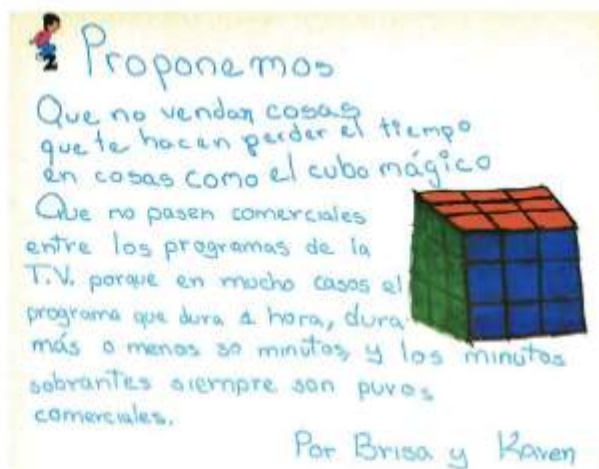 Proponemos
Que no vendan cosas
que te hacen perder el tiempo
en cosas como el cubo mágico
Que no pasen comerciales
entre los programas de la
T.V. porque en mucho casos el
programa que dura 1 hora, dura
más o menos 30 minutos y los minutos
sobrantes siempre son puros
comerciales.
Por Brisa y Karen